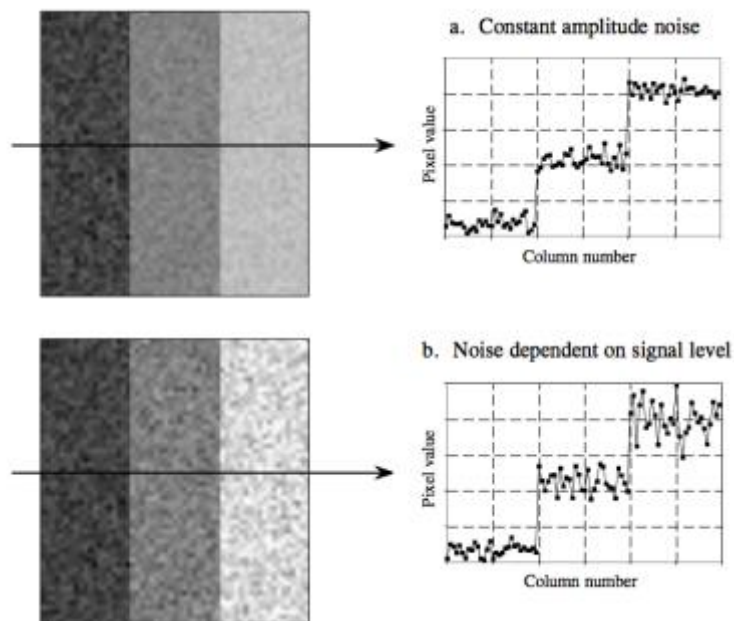 a. Constant amplitude noise
Pixel value
Column number
b. Noise dependent on signal level
Pixel value
Column number